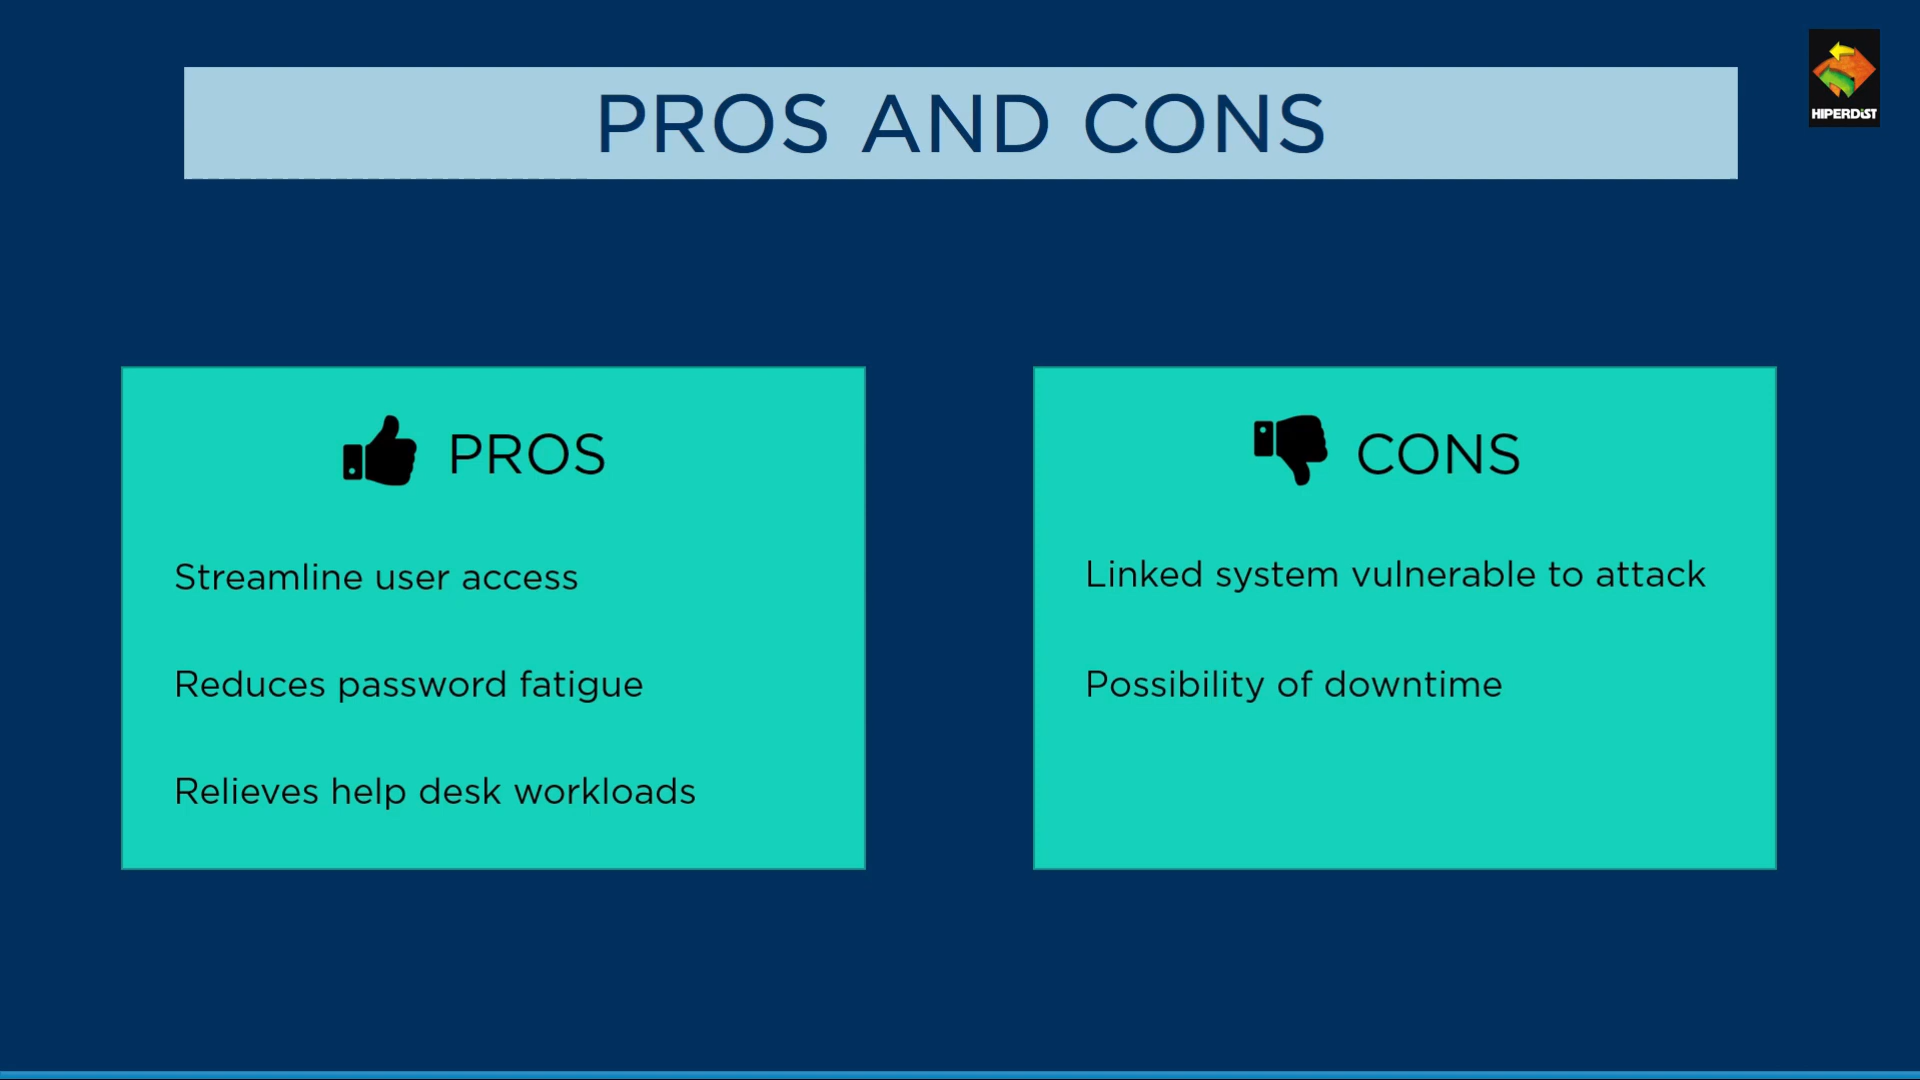 PROS AND CONS
HIPERDIST
PROS
Streamline user access
Reduces password fatigue
Relieves help desk workloads
CONS
Linked system vulnerable to attack
Possibility of downtime